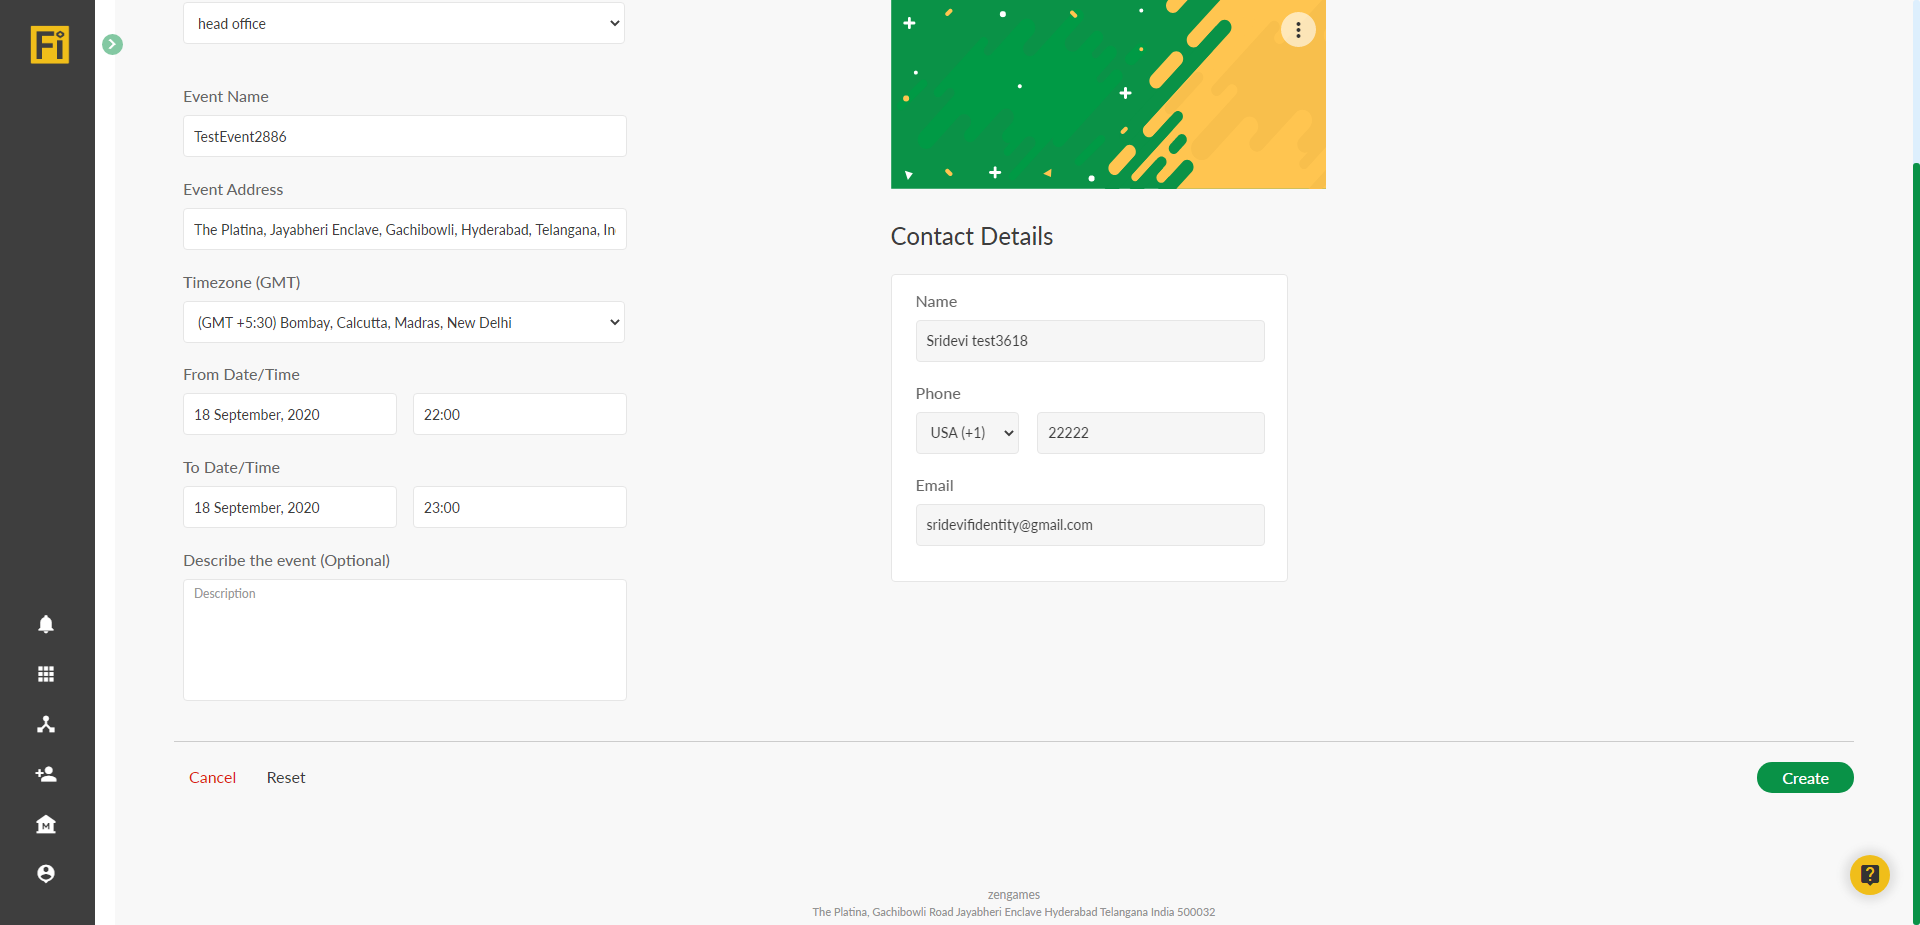 Fi
head office
Event Name
TestEvent2886
Event Address
The Platina, Jayabheri Enclave, Gachibowli, Hyderabad, Telangana, In
Timezone (GMT)
(GMT +5:30) Bombay, Calcutta, Madras, New Delhi
From Date/Time
18 September, 2020 22:00
To Date/Time
18 September, 2020 23:00
Describe the event (Optional)
Description
Contact Details
Name
Sridevi test3618
Phone
USA (+1) 22222
Email
sridevifidentity@gmail.com
Cancel Reset Create
zengames
The Platina, Gachibowli Road Jayabheri Enclave Hyderabad Telangana India 500032
M
?